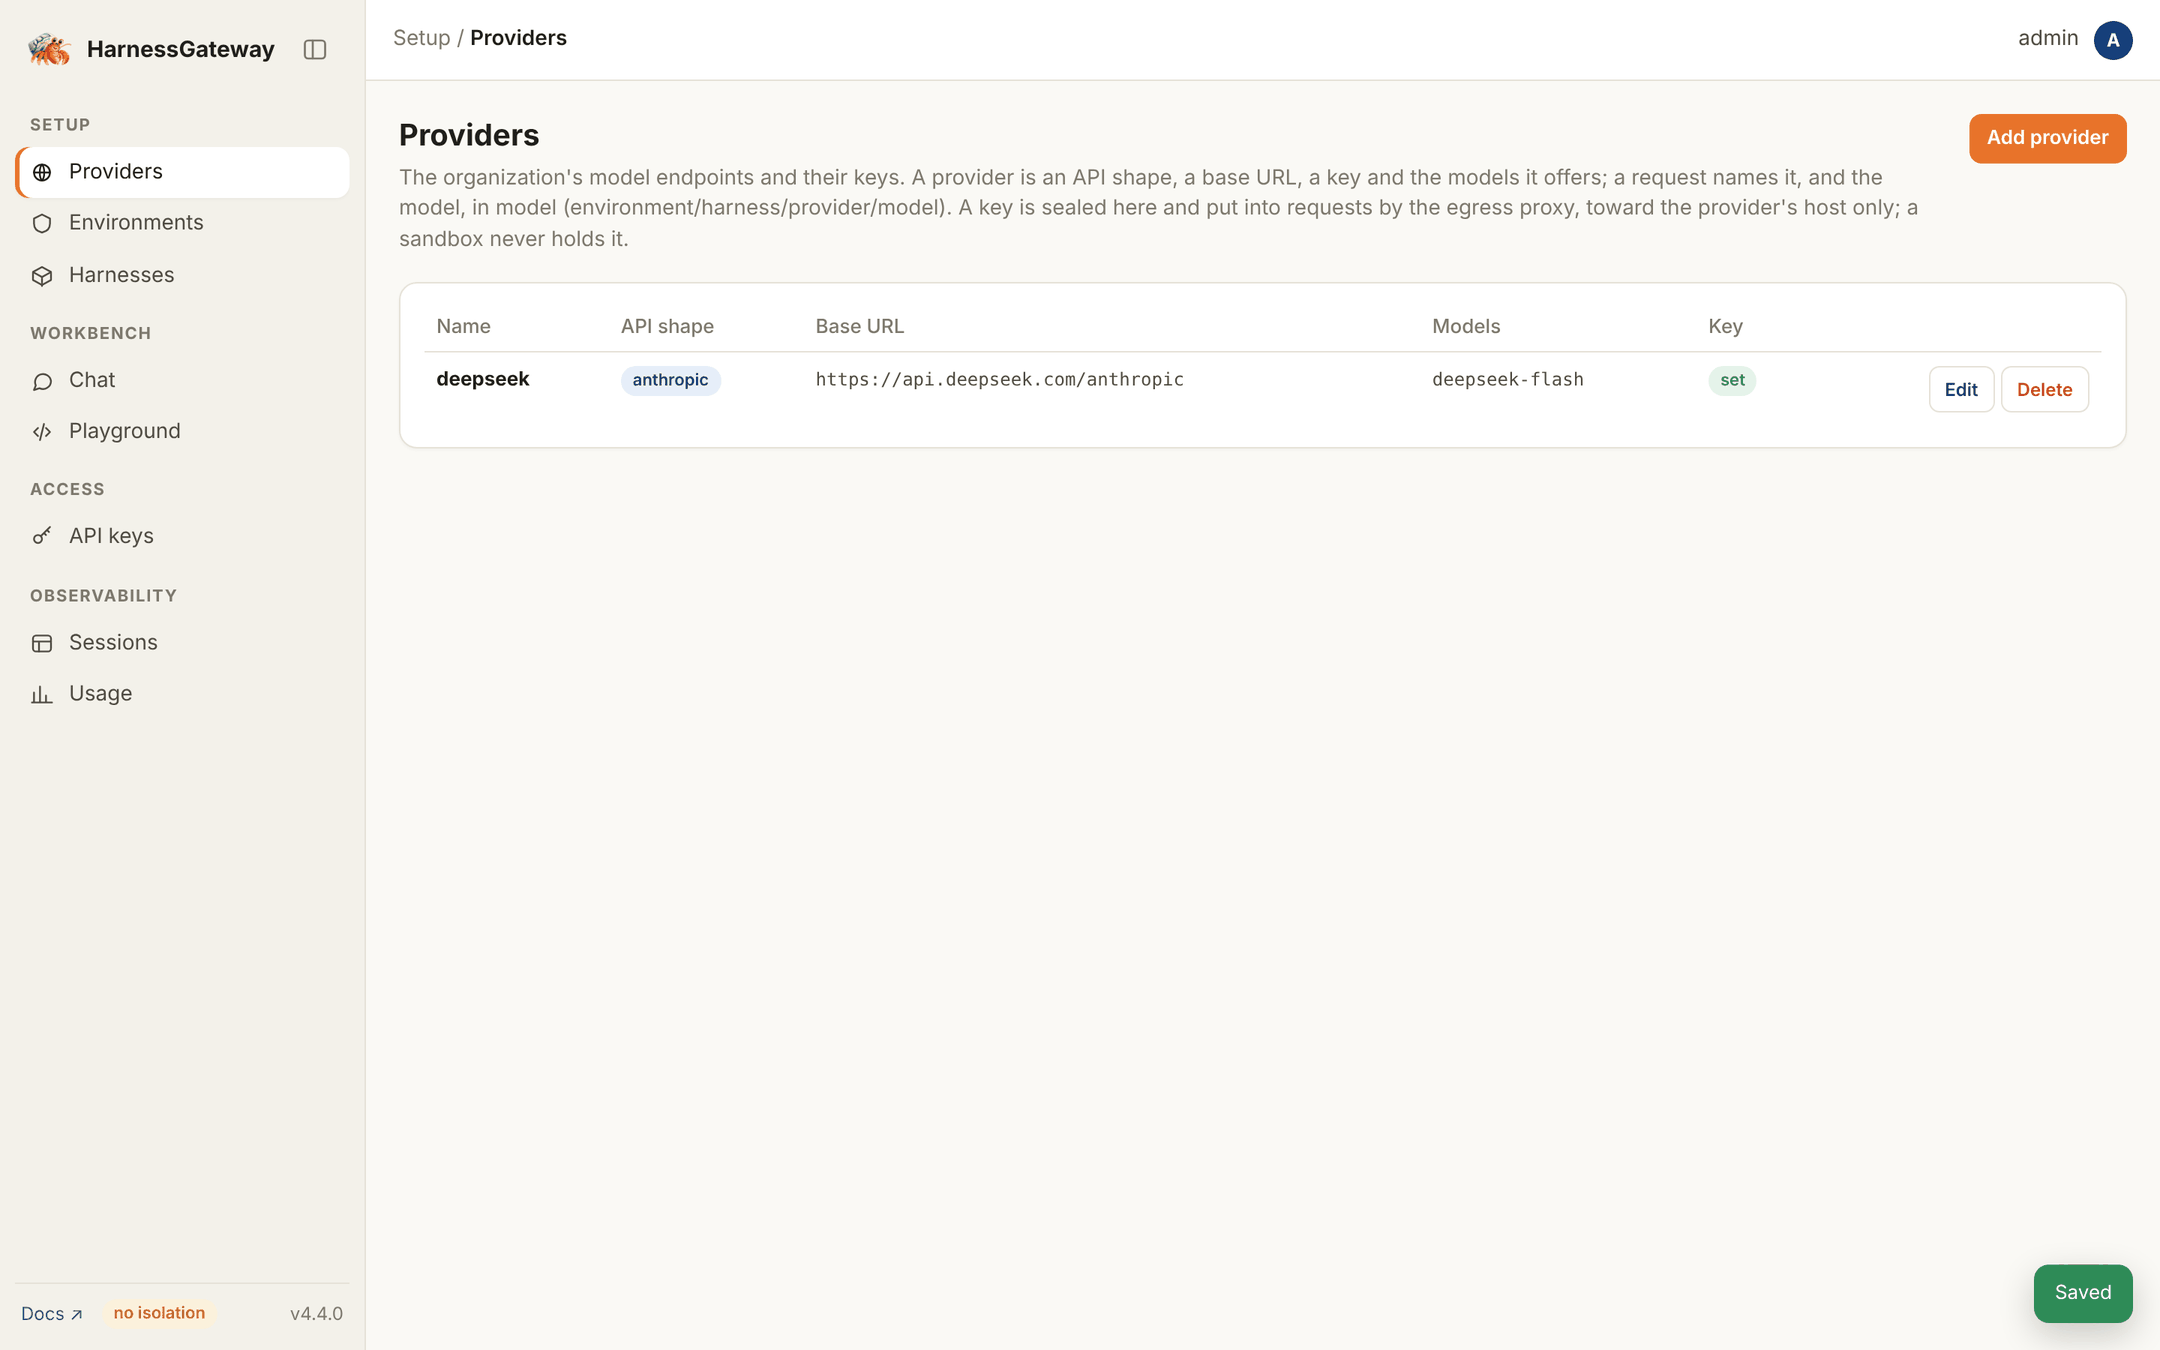 HarnessGateway
SETUP
Providers
Environments
Harnesses
WORKBENCH
Chat
Playground
ACCESS
API keys
OBSERVABILITY
Sessions
Usage
Docs ↗ no isolation v4.4.0
Setup / Providers
admin A
Providers
Add provider
The organization's model endpoints and their keys. A provider is an API shape, a base URL, a key and the models it offers; a request names it, and the
model, in model (environment/harness/provider/model). A key is sealed here and put into requests by the egress proxy, toward the provider's host only; a
sandbox never holds it.
Name API shape Base URL Models Key
deepseek anthropic https://api.deepseek.com/anthropic deepseek-flash set Edit Delete
Saved